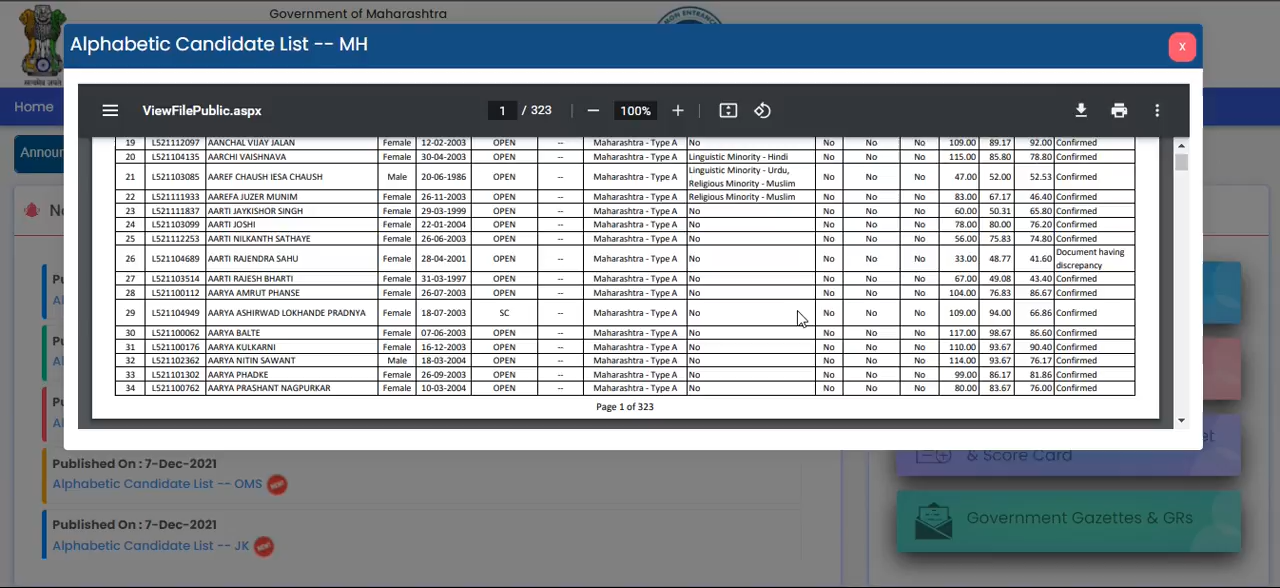 Government of Maharashtra
MON ENTRANC
सत्यमेव जयते
Alphabetic Candidate List -- MH
X
Home
ViewFilePublic.aspx
1 / 323
100%
Announ
No
19 L521112097 AANCHAL VIJAY JALAN Female 12-02-2003 OPEN -- Maharashtra - Type A No No No No 109.00 89.17 92.00 Confirmed
20 L521104135 AARCHI VAISHNAVA Female 30-04-2003 OPEN -- Maharashtra - Type A Linguistic Minority - Hindi No No No 115.00 85.80 78.80 Confirmed
21 L521103085 AAREF CHAUSH IESA CHAUSH Male 20-06-1986 OPEN -- Maharashtra - Type A Linguistic Minority - Urdu, Religious Minority - Muslim No No No 47.00 52.00 52.53 Confirmed
22 L521111933 AAREFA JUZER MUNIM Female 26-11-2003 OPEN -- Maharashtra - Type A Religious Minority - Muslim No No No 83.00 67.17 46.40 Confirmed
23 L521111837 AARTI JAYKISHOR SINGH Female 29-03-1999 OPEN -- Maharashtra - Type A No No No No 60.00 50.31 65.80 Confirmed
24 L521103099 AARTI JOSHI Female 22-01-2004 OPEN -- Maharashtra - Type A No No No No 78.00 80.00 76.20 Confirmed
25 L521112253 AARTI NILKANTH SATHAYE Female 26-06-2003 OPEN -- Maharashtra - Type A No No No No 56.00 75.83 74.80 Confirmed
26 L521104689 AARTI RAJENDRA SAHU Female 28-04-2001 OPEN -- Maharashtra - Type A No No No No 33.00 48.77 41.60 Document having discrepancy
27 L521103514 AARTI RAJESH BHARTI Female 31-03-1997 OPEN -- Maharashtra - Type A No No No No 67.00 49.08 43.40 Confirmed
28 L521100112 AARYA AMRUT PHANSE Female 26-07-2003 OPEN -- Maharashtra - Type A No No No No 104.00 76.83 86.67 Confirmed
29 L521104949 AARYA ASHIRWAD LOKHANDE PRADNYA Female 18-07-2003 SC -- Maharashtra - Type A No No No No 109.00 94.00 66.86 Confirmed
30 L521100062 AARYA BALTE Female 07-06-2003 OPEN -- Maharashtra - Type A No No No No 117.00 98.67 86.60 Confirmed
31 L521100176 AARYA KULKARNI Female 16-12-2003 OPEN -- Maharashtra - Type A No No No No 110.00 93.67 90.40 Confirmed
32 L521102362 AARYA NITIN SAWANT Male 18-03-2004 OPEN -- Maharashtra - Type A No No No No 114.00 93.67 76.17 Confirmed
33 L521101302 AARYA PHADKE Female 26-09-2003 OPEN -- Maharashtra - Type A No No No No 99.00 86.17 81.86 Confirmed
34 L521100762 AARYA PRASHANT NAGPURKAR Female 10-03-2004 OPEN -- Maharashtra - Type A No No No No 80.00 83.67 76.00 Confirmed
Page 1 of 323
Pu
Al
Pu
Al
Pu
Al
Published On : 7-Dec-2021
Alphabetic Candidate List -- OMS
Published On : 7-Dec-2021
Alphabetic Candidate List -- JK
et
& Score Card
Government Gazettes & GRs